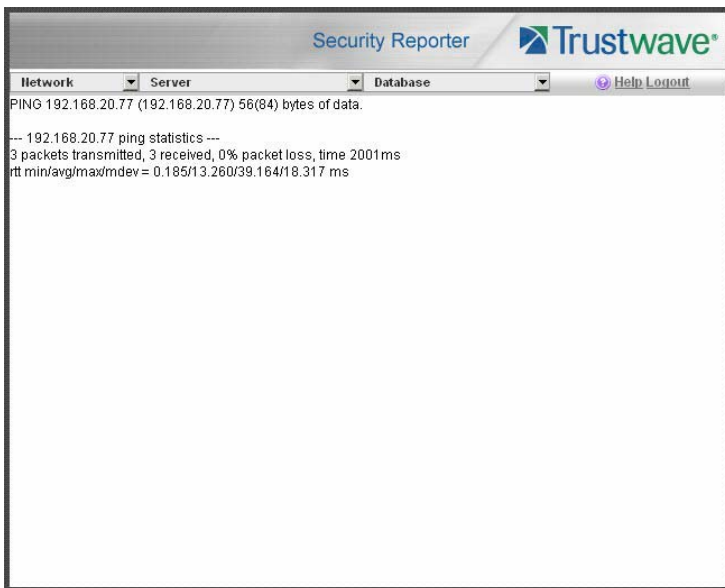 Security Reporter
Trustwave®
Network Server Database Help Logout
PING 192.168.20.77 (192.168.20.77) 56(84) bytes of data.
--- 192.168.20.77 ping statistics ---
3 packets transmitted, 3 received, 0% packet loss, time 2001ms
rtt min/avg/max/mdev = 0.185/13.260/39.164/18.317 ms